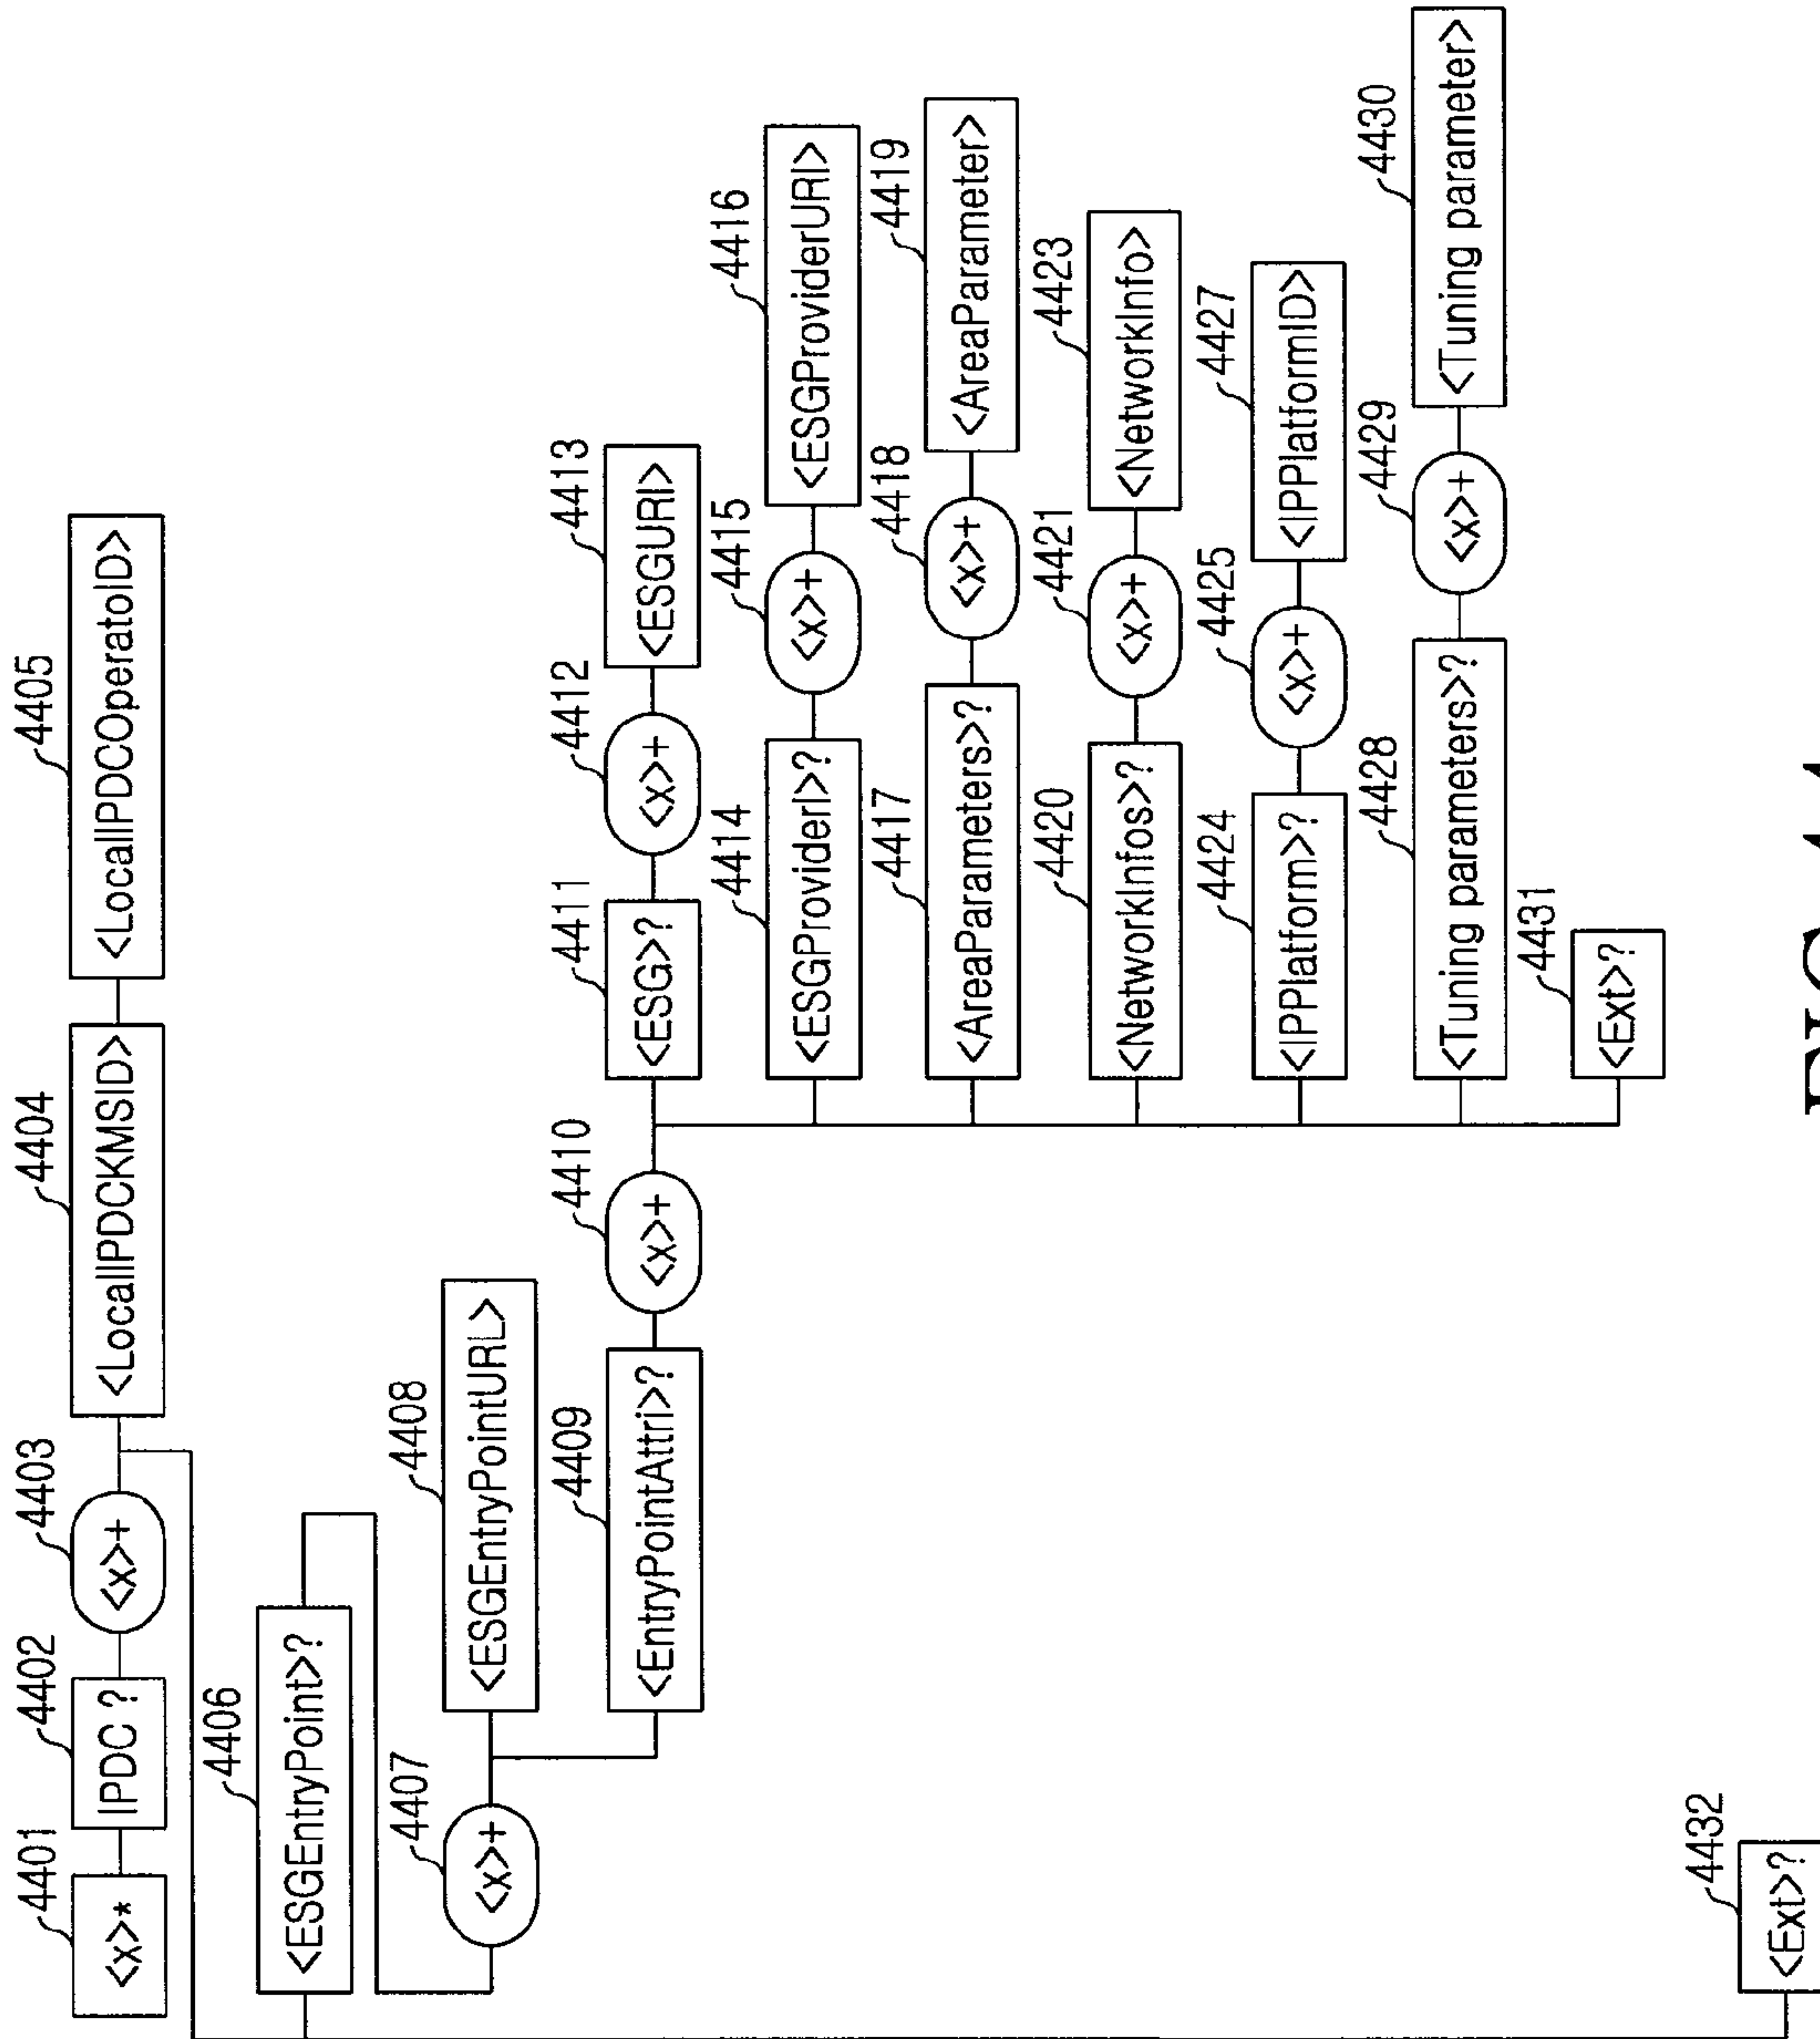 4401
4402
4403
4404
4405
<x>*
IPDC ?
<x>+
<LocalIPDCKMSID>
<LocalIPDCOperatoID>
4406
<ESGEntryPoint>?
4407
4408
<x>+
<ESGEntryPointURL>
4409
4410
4411
4412
4413
<EntryPointAttri>?
<x>+
<ESG>?
<x>+
<ESGURI>
4414
4415
4416
<ESGProviderI>?
<x>+
<ESGProviderURI>
4417
4418
4419
<AreaParameters>?
<x>+
<AreaParameter>
4420
4421
4423
<NetworkInfos>?
<x>+
<NetworkInfo>
4424
4425
4427
<IPPlatform>?
<x>+
<IPPlatformID>
4428
4429
4430
<Tuning parameters>?
<x>+
<Tuning parameter>
4431
<Ext>?
4432
<Ext>?